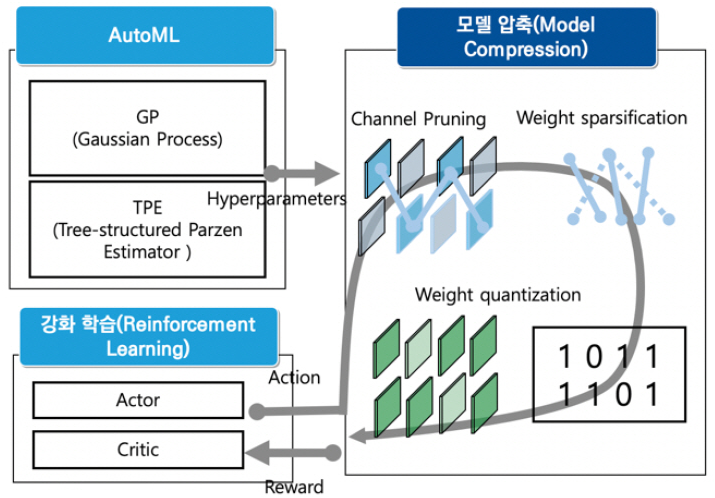 AutoML
GP
(Gaussian Process)
TPE
(Tree-structured Parzen
Estimator )
Hyperparameters
강화 학습(Reinforcement
Learning)
Actor
Critic
Action
Reward
모델 압축(Model
Compression)
Channel Pruning
Weight sparsification
Weight quantization
1 0 1 1
1 1 0 1